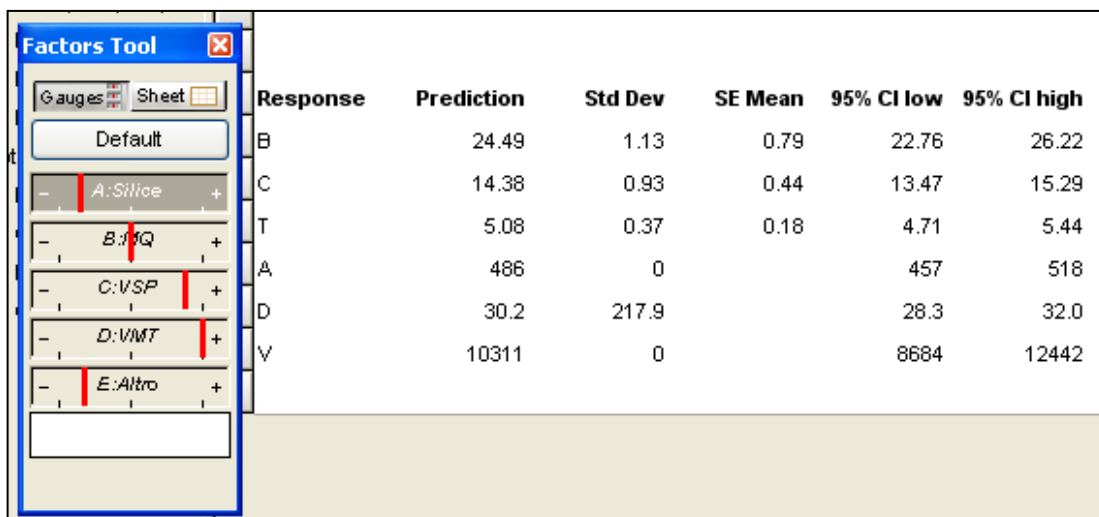 Factors Tool
Gauges Sheet
Default
- A:Silice +
- B:MQ +
- C:VSP +
- D:VMT +
- E:Altro +
Response Prediction Std Dev SE Mean 95% CI low 95% CI high
B 24.49 1.13 0.79 22.76 26.22
C 14.38 0.93 0.44 13.47 15.29
T 5.08 0.37 0.18 4.71 5.44
A 486 0 457 518
D 30.2 217.9 28.3 32.0
V 10311 0 8684 12442